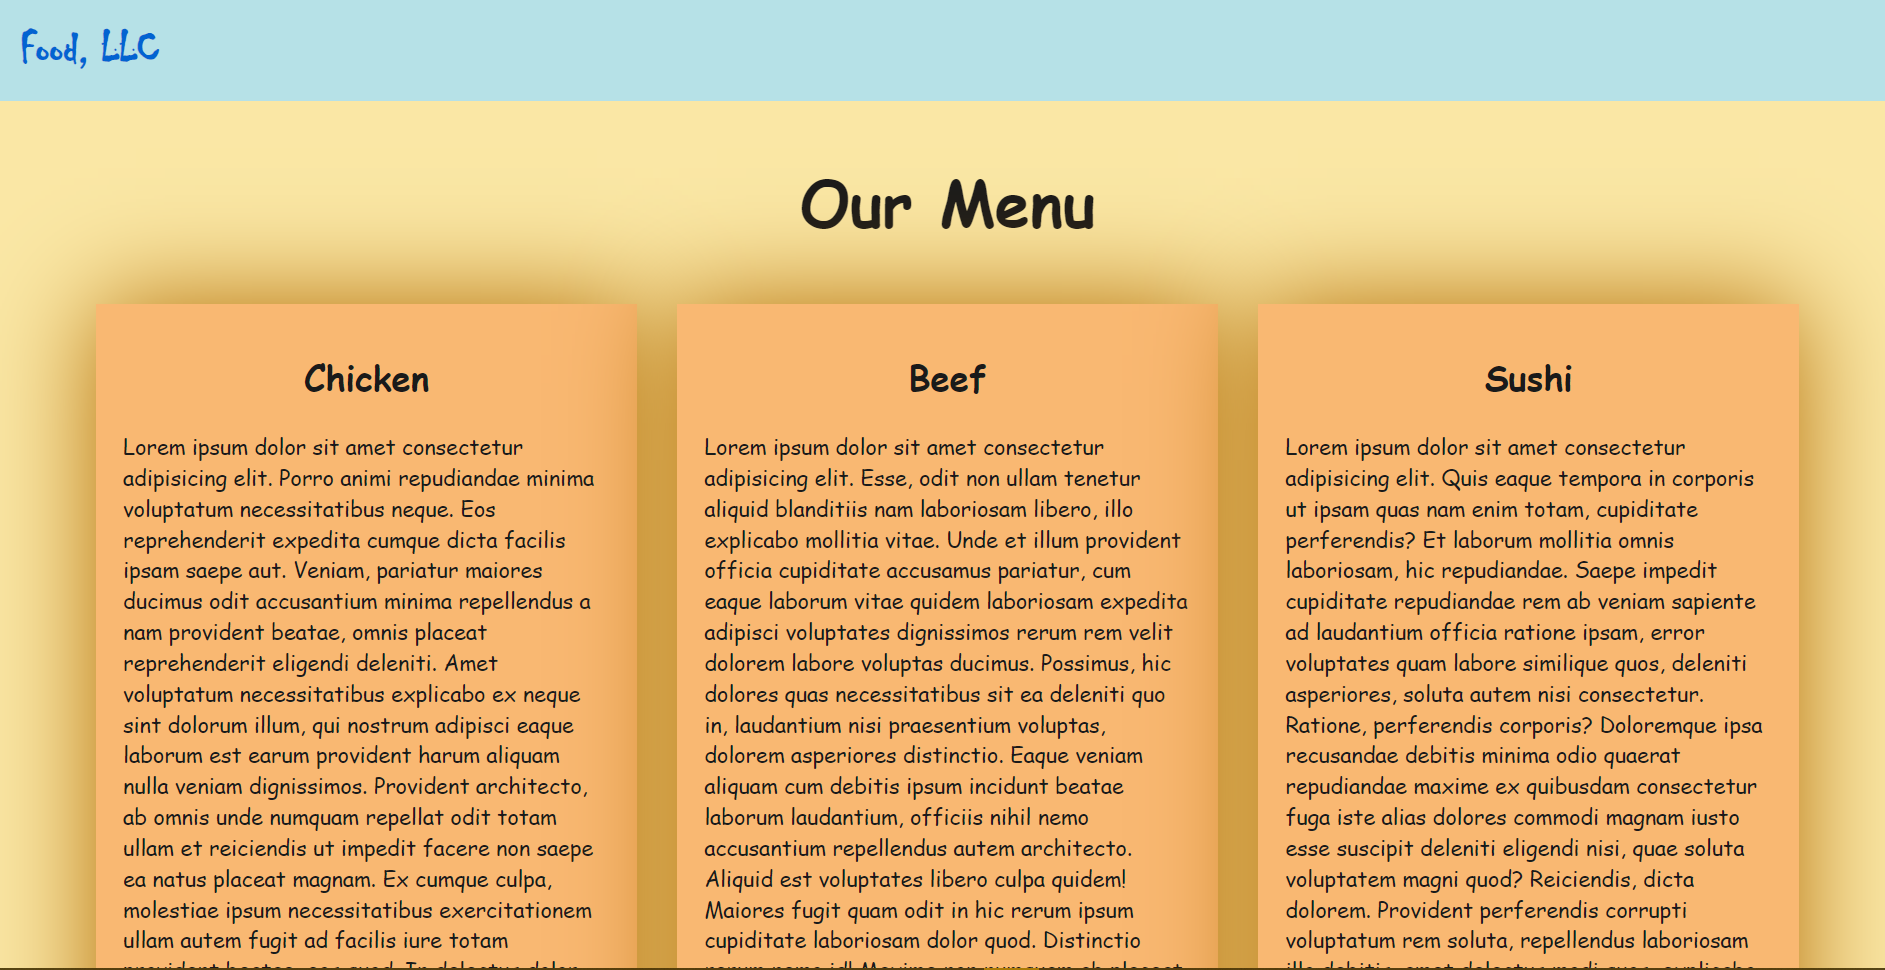 Food, LLC
Our Menu
Chicken
Lorem ipsum dolor sit amet consectetur
adipisicing elit. Porro animi repudiandae minima
voluptatum necessitatibus neque. Eos
reprehenderit expedita cumque dicta facilis
ipsam saepe aut. Veniam, pariatur maiores
ducimus odit accusantium minima repellendus a
nam provident beatae, omnis placeat
reprehenderit eligendi deleniti. Amet
voluptatum necessitatibus explicabo ex neque
sint dolorum illum, qui nostrum adipisci eaque
laborum est earum provident harum aliquam
nulla veniam dignissimos. Provident architecto,
ab omnis unde numquam repellat odit totam
ullam et reiciendis ut impedit facere non saepe
ea natus placeat magnam. Ex cumque culpa,
molestiae ipsum necessitatibus exercitationem
ullam autem fugit ad facilis iure totam
Beef
Lorem ipsum dolor sit amet consectetur
adipisicing elit. Esse, odit non ullam tenetur
aliquid blanditiis nam laboriosam libero, illo
explicabo mollitia vitae. Unde et illum provident
officia cupiditate accusamus pariatur, cum
eaque laborum vitae quidem laboriosam expedita
adipisci voluptates dignissimos rerum rem velit
dolorem labore voluptas ducimus. Possimus, hic
dolores quas necessitatibus sit ea deleniti quo
in, laudantium nisi praesentium voluptas,
dolorem asperiores distinctio. Eaque veniam
aliquam cum debitis ipsum incidunt beatae
laborum laudantium, officiis nihil nemo
accusantium repellendus autem architecto.
Aliquid est voluptates libero culpa quidem!
Maiores fugit quam odit in hic rerum ipsum
cupiditate laboriosam dolor quod. Distinctio
Sushi
Lorem ipsum dolor sit amet consectetur
adipisicing elit. Quis eaque tempora in corporis
ut ipsam quas nam enim totam, cupiditate
perferendis? Et laborum mollitia omnis
laboriosam, hic repudiandae. Saepe impedit
cupiditate repudiandae rem ab veniam sapiente
ad laudantium officia ratione ipsam, error
voluptates quam labore similique quos, deleniti
asperiores, soluta autem nisi consectetur.
Ratione, perferendis corporis? Doloremque ipsa
recusandae debitis minima odio quaerat
repudiandae maxime ex quibusdam consectetur
fuga iste alias dolores commodi magnam iusto
esse suscipit deleniti eligendi nisi, quae soluta
voluptatem magni quod? Reiciendis, dicta
dolorem. Provident perferendis corrupti
voluptatum rem soluta, repellendus laboriosam